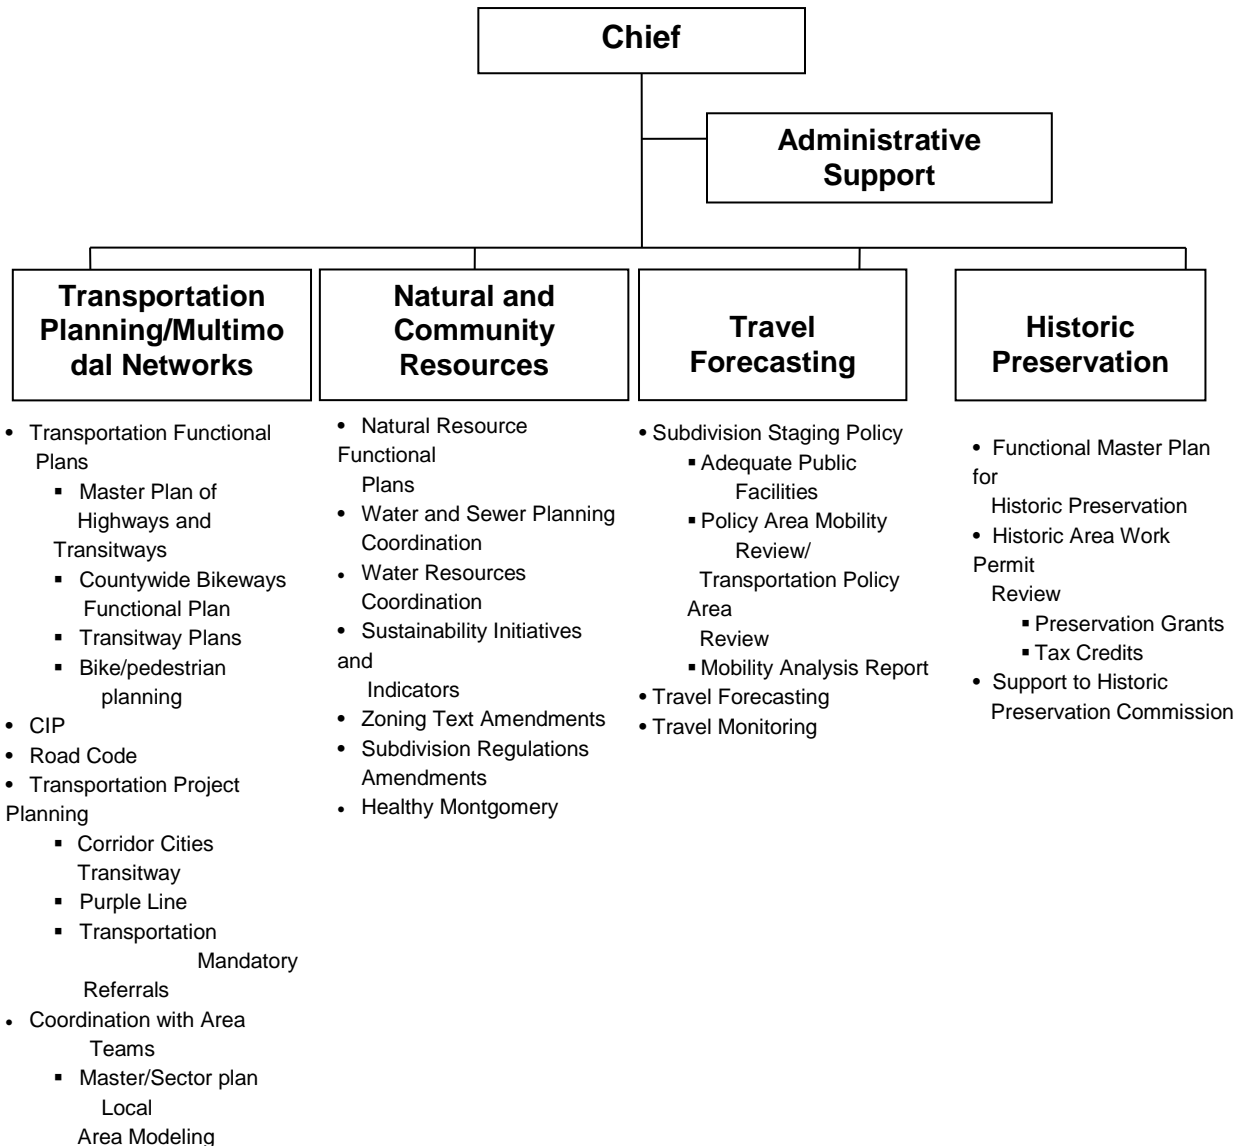 Chief
Administrative
Support
Transportation
Planning/Multimo
dal Networks
Natural and
Community
Resources
Travel
Forecasting
Historic
Preservation
• Transportation Functional
Plans
▪ Master Plan of
Highways and
Transitways
▪ Countywide Bikeways
Functional Plan
▪ Transitway Plans
▪ Bike/pedestrian
planning
• CIP
• Road Code
• Transportation Project
Planning
▪ Corridor Cities
Transitway
▪ Purple Line
▪ Transportation
Mandatory
Referrals
• Coordination with Area
Teams
▪ Master/Sector plan
Local
Area Modeling
• Natural Resource
Functional
Plans
• Water and Sewer Planning
Coordination
• Water Resources
Coordination
• Sustainability Initiatives
and
Indicators
• Zoning Text Amendments
• Subdivision Regulations
Amendments
• Healthy Montgomery
• Subdivision Staging Policy
▪ Adequate Public
Facilities
▪ Policy Area Mobility
Review/
Transportation Policy
Area
Review
▪ Mobility Analysis Report
• Travel Forecasting
• Travel Monitoring
• Functional Master Plan
for
Historic Preservation
• Historic Area Work
Permit
Review
▪ Preservation Grants
▪ Tax Credits
• Support to Historic
Preservation Commission